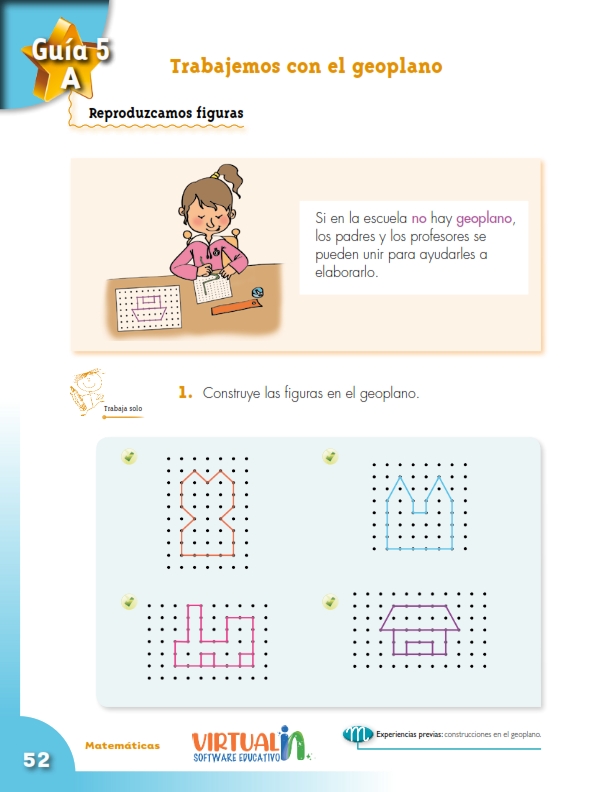 Guía 5
A
Trabajemos con el geoplano
Reproduzcamos figuras
Si en la escuela no hay geoplano,
los padres y los profesores se
pueden unir para ayudarles a
elaborarlo.
Trabaja solo
1. Construye las figuras en el geoplano.
52
Matemáticas
VIRTUAL in
SOFTWARE EDUCATIVO
m Experiencias previas: construcciones en el geoplano.